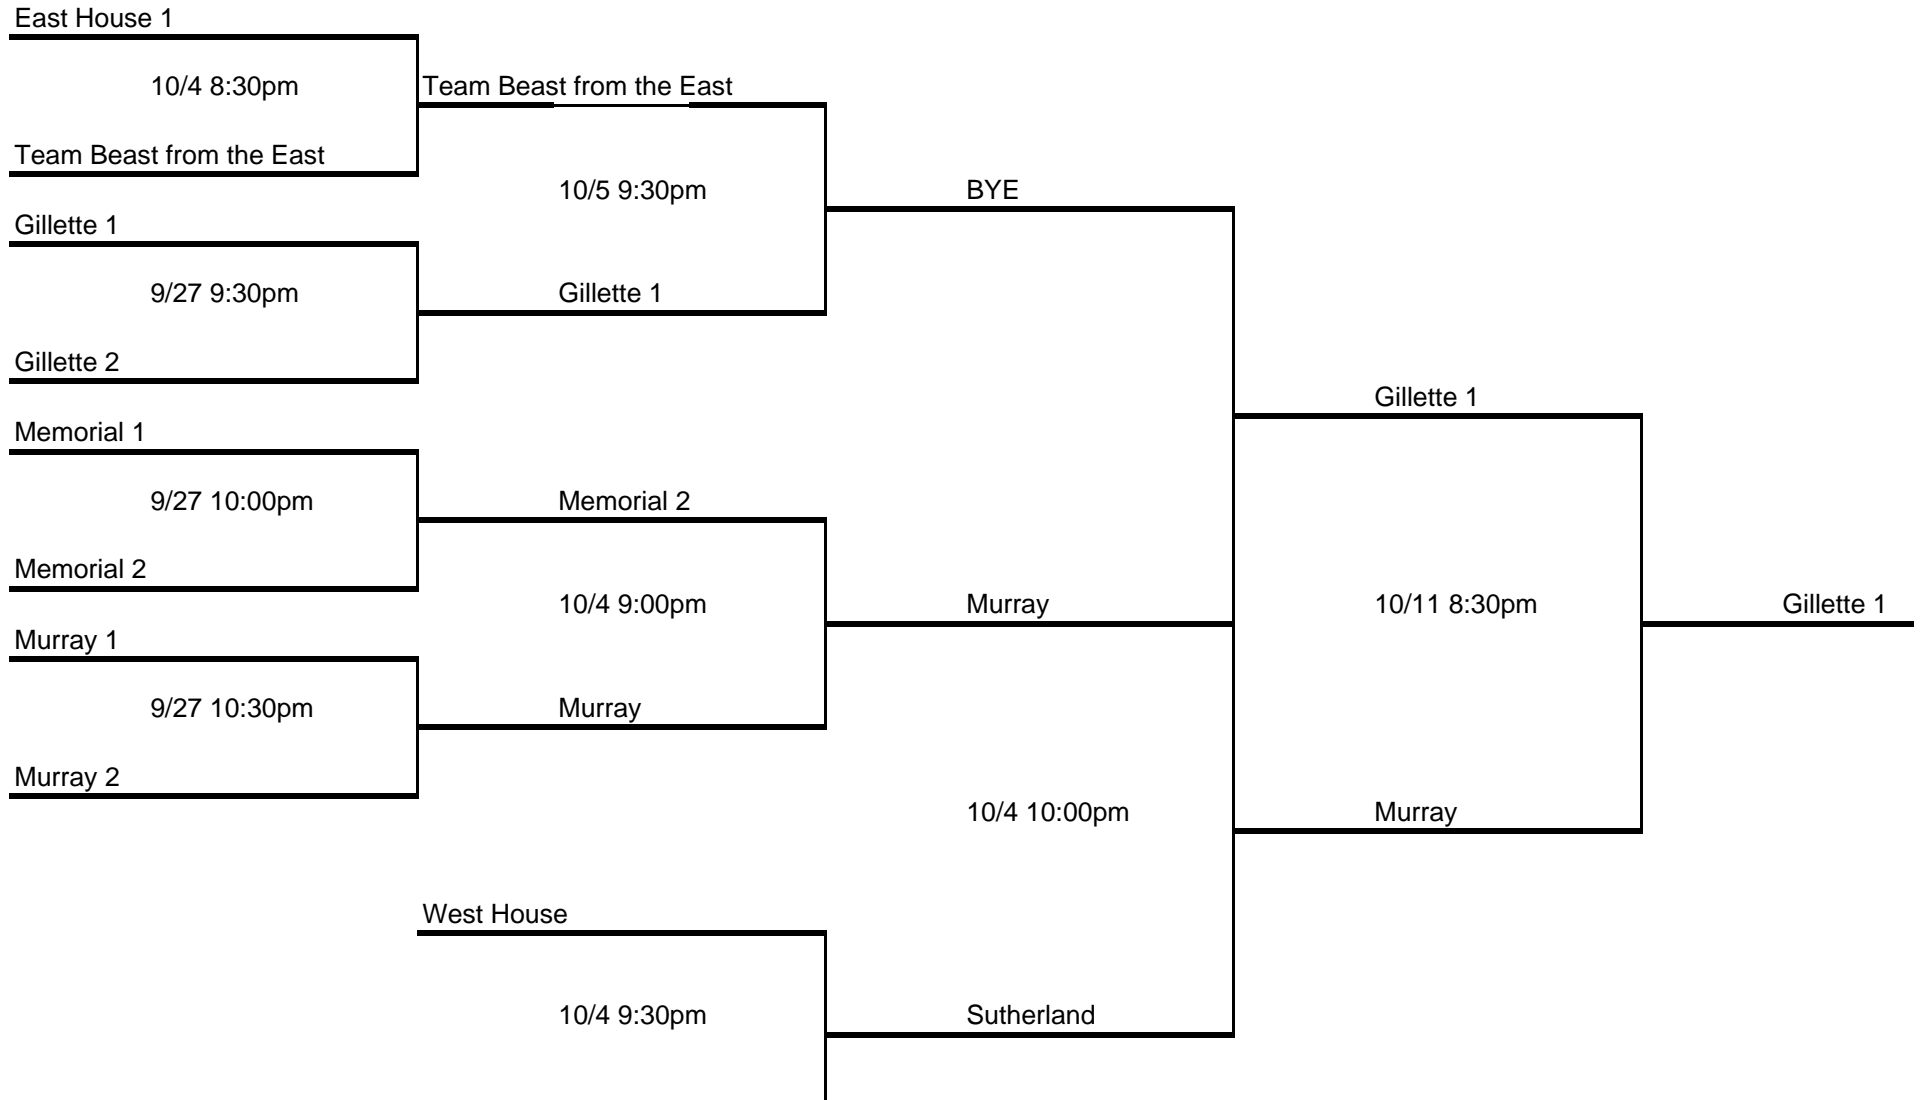 East House 1
10/4 8:30pm
Team Beast from the East
Team Beast from the East
10/5 9:30pm
BYE
Gillette 1
9/27 9:30pm
Gillette 1
Gillette 2
Gillette 1
Memorial 1
9/27 10:00pm
Memorial 2
Memorial 2
10/4 9:00pm
Murray
10/11 8:30pm
Gillette 1
Murray 1
9/27 10:30pm
Murray
Murray 2
10/4 10:00pm
Murray
West House
10/4 9:30pm
Sutherland